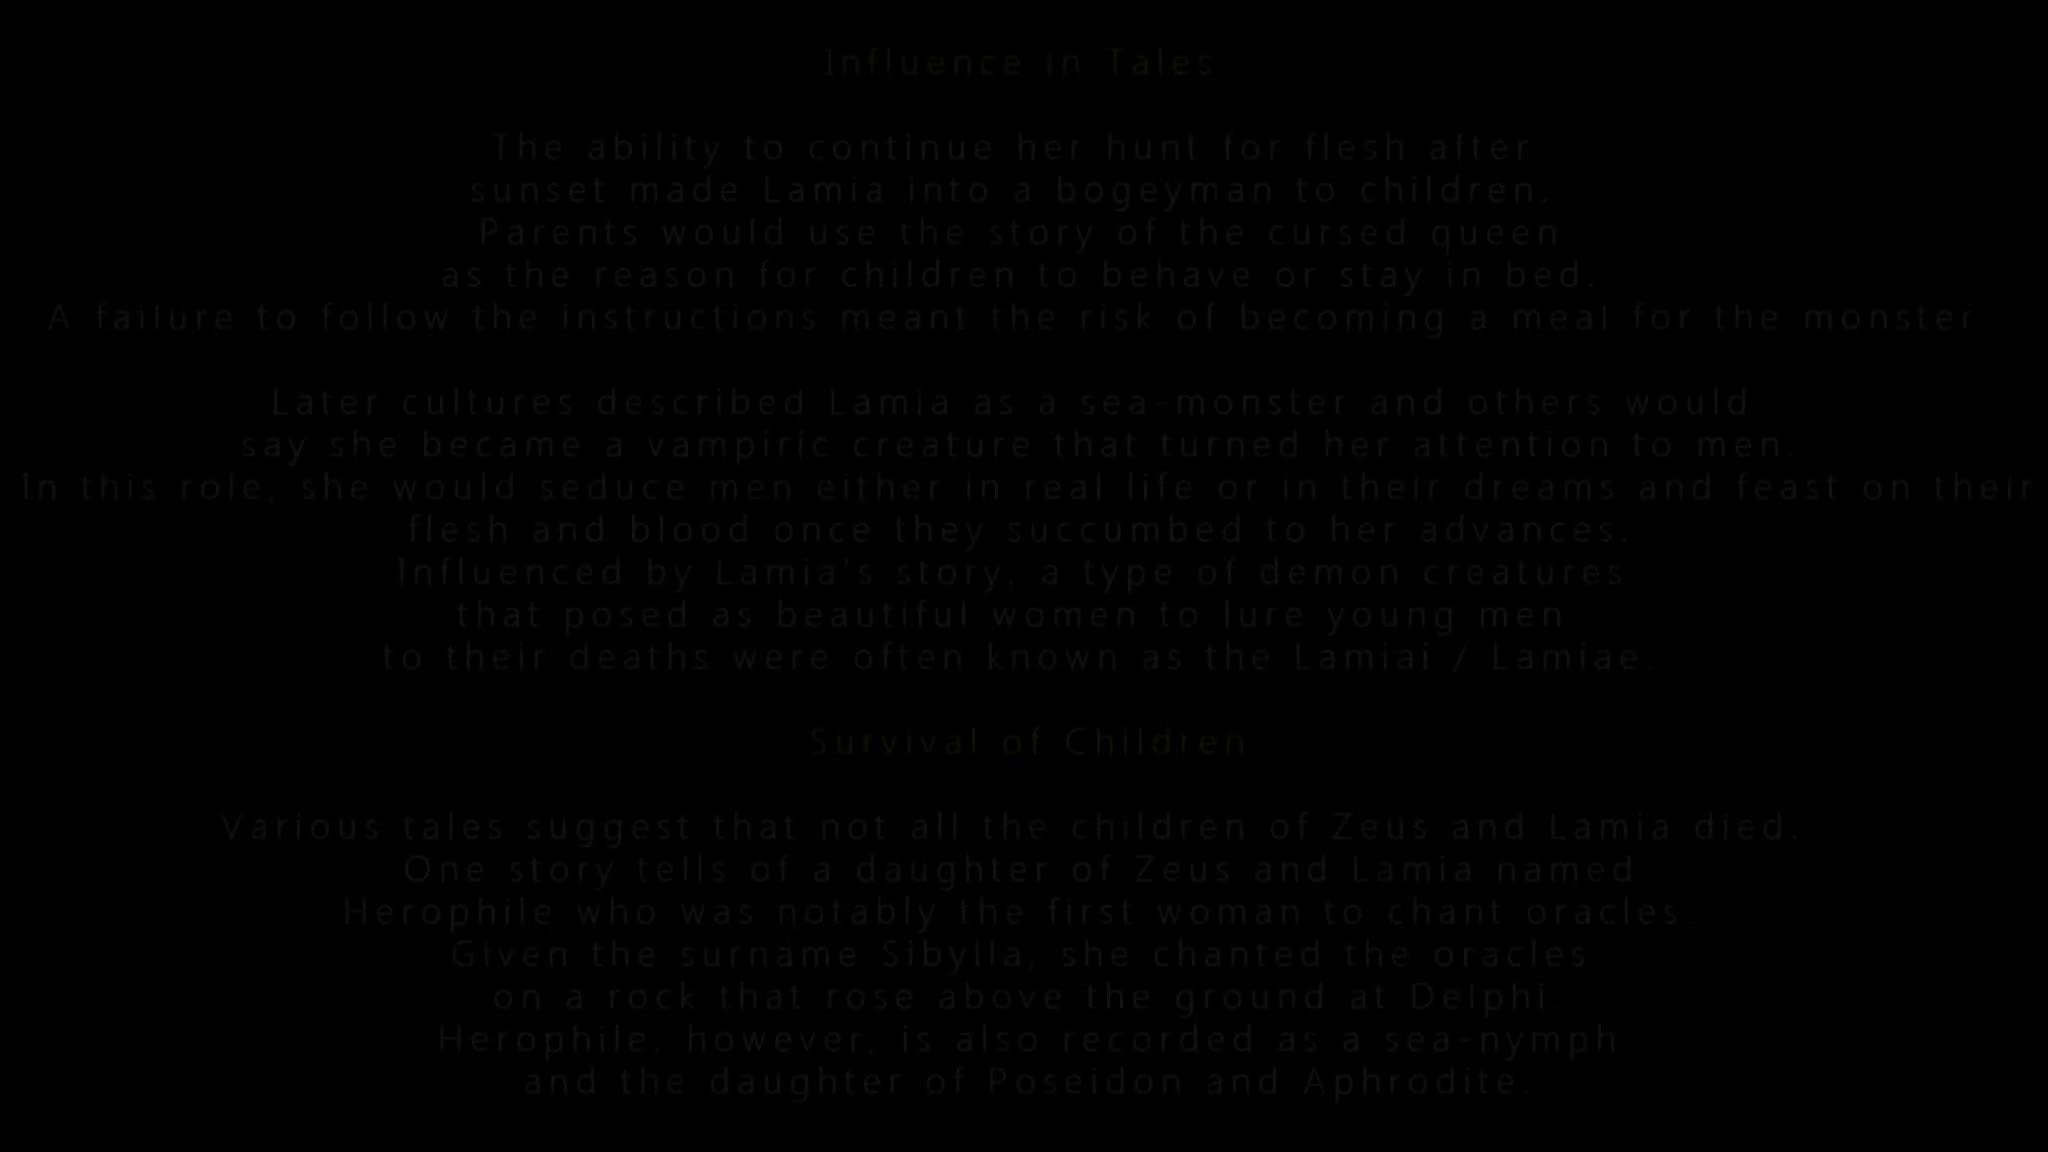 Influence in Tales
The ability to continue her hunt for flesh after
sunset made Lamia into a bogeyman to children.
Parents would use the story of the cursed queen
as the reason for children to behave or stay in bed.
A failure to follow the instructions meant the risk of becoming a meal for the monster
Later cultures described Lamia as a sea-monster and others would
say she became a vampiric creature that turned her attention to men.
In this role, she would seduce men either in real life or in their dreams and feast on their
flesh and blood once they succumbed to her advances.
Influenced by Lamia's story, a type of demon creatures
that posed as beautiful women to lure young men
to their deaths were often known as the Lamiai / Lamiae.
Survival of Children
Various tales suggest that not all the children of Zeus and Lamia died.
One story tells of a daughter of Zeus and Lamia named
Herophile who was notably the first woman to chant oracles.
Given the surname Sibylla, she chanted the oracles
on a rock that rose above the ground at Delphi.
Herophile, however, is also recorded as a sea-nymph
and the daughter of Poseidon and Aphrodite.